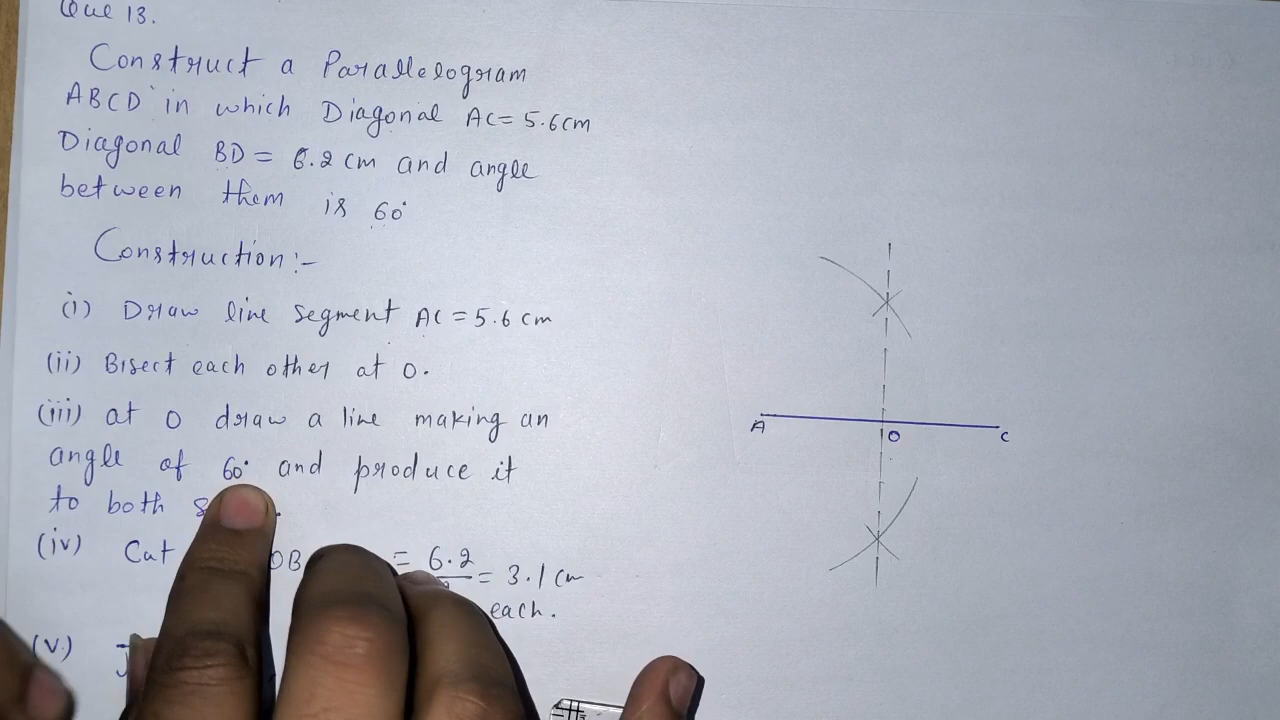 Que 13.
Construct a Parallelogram
ABCD in which Diagonal AC = 5.6cm
Diagonal BD = 6.2 cm and angle
between them is 60°
Construction:-
(i) Draw line segment AC = 5.6 cm
(ii) Bisect each other at O.
(iii) at O draw a line making an
angle of 60° and produce it
to both
(iv) Cut OB = 6.2 = 3.1 cm
each.
(v.)
A O C